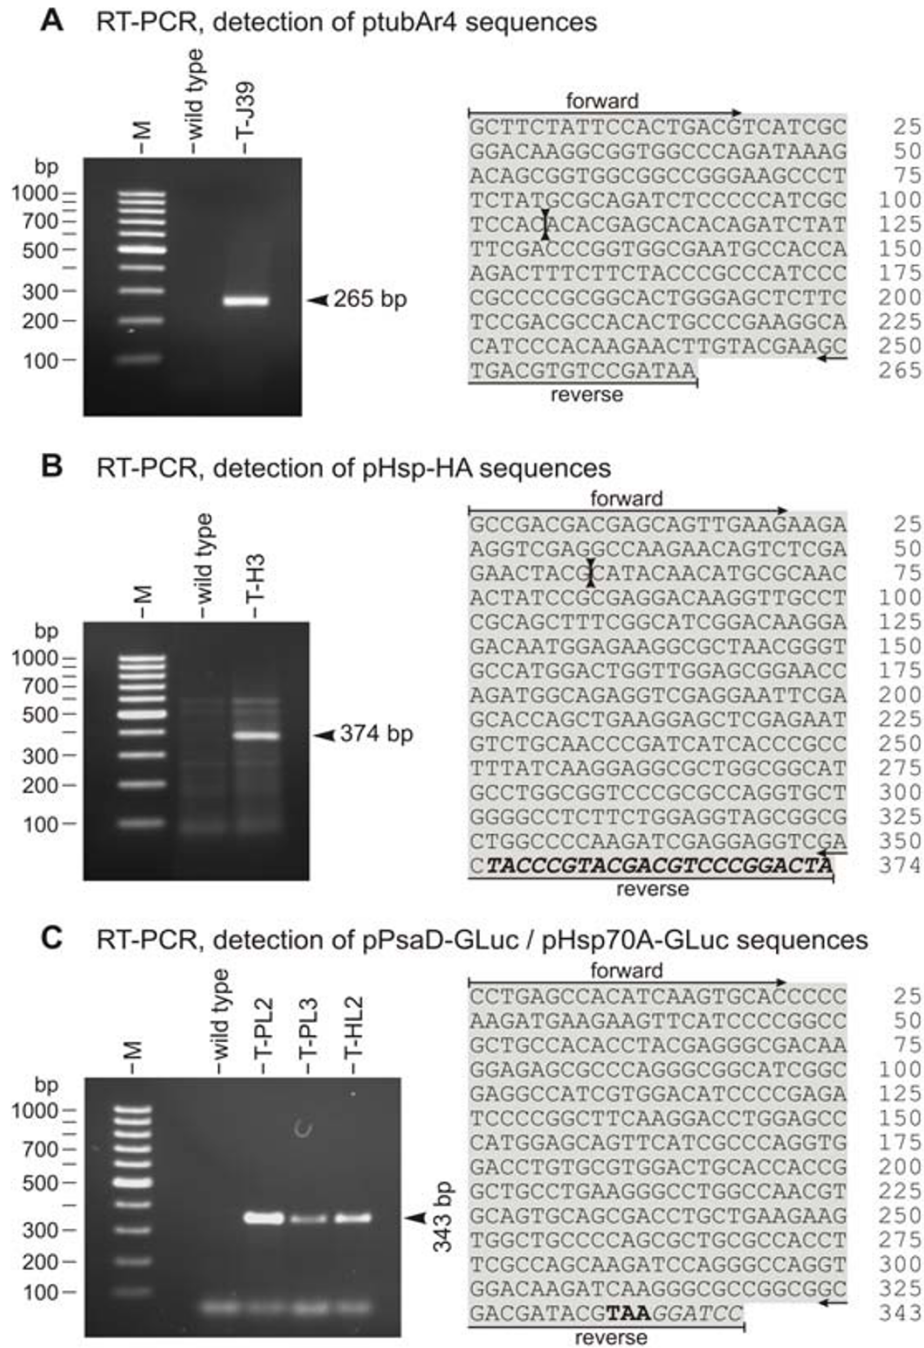 A RT-PCR, detection of ptubAr4 sequences
M
wild type
T-J39
bp
1000
700
500
300
200
100
265 bp
forward
GCTTCTATTCCACTGACGTCATCGC 25
GGACAAGGCGGTGGCCCAGATAAAG 50
ACAGCGGTGGCGGCCGGGAAGCCCT 75
TCTATGCGCAGATCTCCCCCATCGC 100
TCCACACACGAGCACACAGATCTAT 125
TTCGACCCGGTGGCGAATGCCACCA 150
AGACTTTCTTCTACCCGCCCATCCC 175
CGCCCCGCGGCACTGGGAGCTCTTC 200
TCCGACGCCACACTGCCCGAAGGCA 225
CATCCCACAAGAACTTGTACGAAGC 250
TGACGTGTCCGATAA 265
reverse
B RT-PCR, detection of pHsp-HA sequences
M
wild type
T-H3
bp
1000
700
500
300
200
100
374 bp
forward
GCCGACGACGAGCAGTTGAAGAAGA 25
AGGTCGAGGCCAAGAACAGTCTCGA 50
GAACTACGCATACAACATGCGCAAC 75
ACTATCCGCGAGGACAAGGTTGCCT 100
CGCAGCTTTCGGCATCGGACAAGGA 125
GACAATGGAGAAGGCGCTAACGGGT 150
GCCATGGACTGGTTGGAGCGGAACC 175
AGATGGCAGAGGTCGAGGAATTCGA 200
GCACCAGCTGAAGGAGCTCGAGAAT 225
GTCTGCAACCCGATCATCACCCGCC 250
TTTATCAAGGAGGCGCTGGCGGCAT 275
GCCTGGCGGTCCCGCGCCAGGTGCT 300
GGGGCCTCTTCTGGAGGTAGCGGCG 325
CTGGCCCCAAGATCGAGGAGGTCGA 350
CTACCCGTACGACGTCCCGGACTA 374
reverse
C RT-PCR, detection of pPsaD-GLuc / pHsp70A-GLuc sequences
M
wild type
T-PL2
T-PL3
T-HL2
bp
1000
700
500
300
200
100
343 bp
forward
CCTGAGCCACATCAAGTGCACCCCC 25
AAGATGAAGAAGTTCATCCCCGGCC 50
GCTGCCACACCTACGAGGGCGACAA 75
GGAGAGCGCCCAGGGCGGCATCGGC 100
GAGGCCATCGTGGACATCCCCGAGA 125
TCCCCGGCTTCAAGGACCTGGAGCC 150
CATGGAGCAGTTCATCGCCCAGGTG 175
GACCTGTGCGTGGACTGCACCACCG 200
GCTGCCTGAAGGGCCTGGCCAACGT 225
GCAGTGCAGCGACCTGCTGAAGAAG 250
TGGCTGCCCCAGCGCTGCGCCACCT 275
TCGCCAGCAAGATCCAGGGCCAGGT 300
GGACAAGATCAAGGGCGCCGGCGGC 325
GACGATACGTAAGGATCC 343
reverse